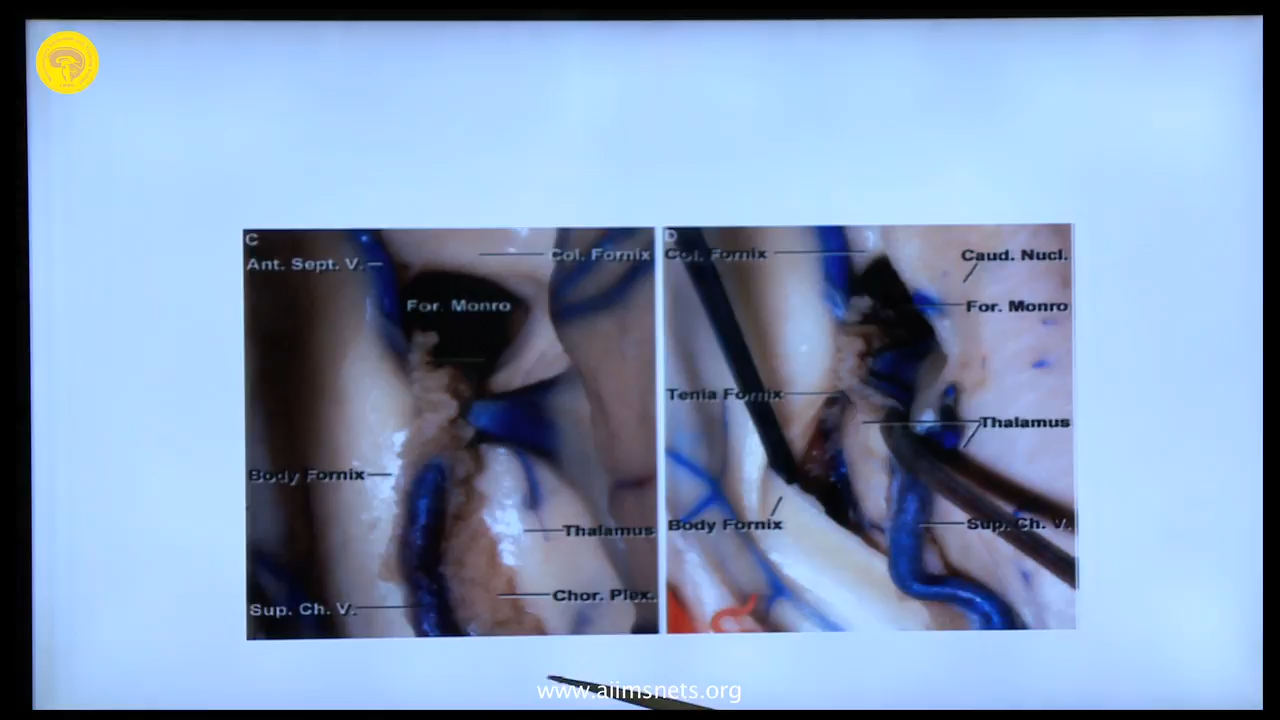 C
Ant. Sept. V.
Col. Fornix
For. Monro
Body Fornix
Thalamus
Chor. Plex.
Sup. Ch. V.
D
Col. Fornix
Caud. Nucl.
For. Monro
Tenia Fornix
Thalamus
Body Fornix
Sup. Ch. V.
www.aiimsnets.org